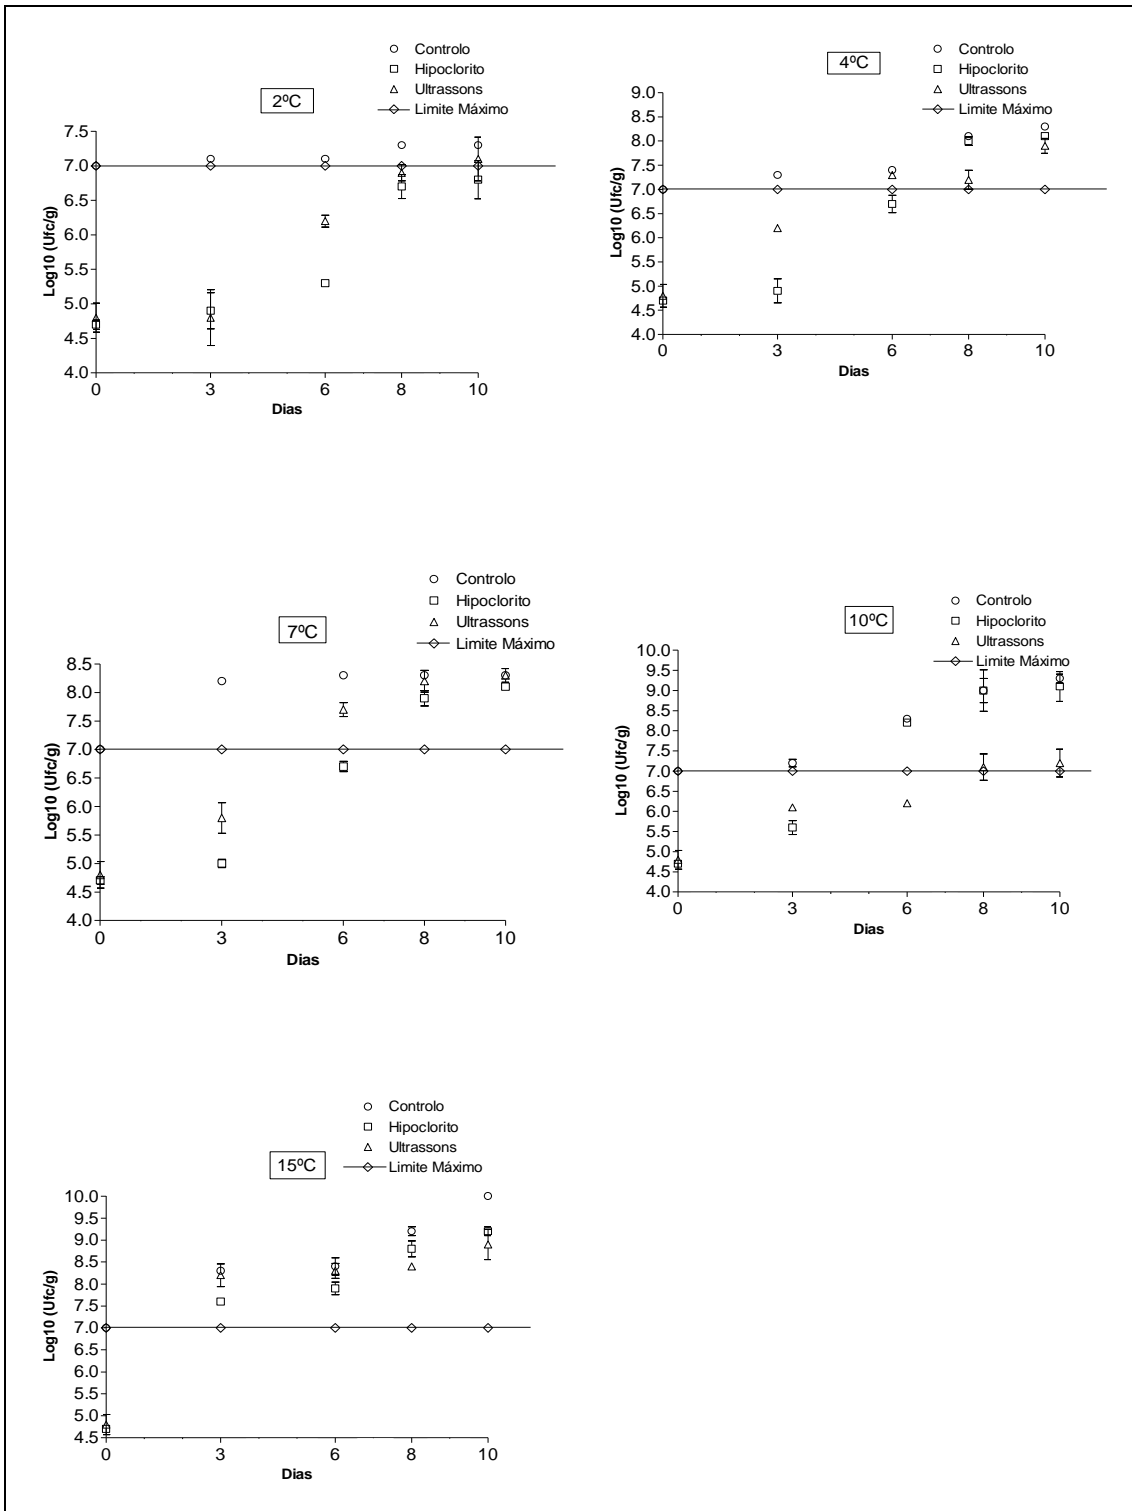 2ºC
Controlo
Hipoclorito
Ultrassons
Limite Máximo
7.5
7.0
6.5
6.0
5.5
5.0
4.5
4.0
Log10 (Ufc/g)
0 3 6 8 10
Dias
4ºC
Controlo
Hipoclorito
Ultrassons
Limite Máximo
9.0
8.5
8.0
7.5
7.0
6.5
6.0
5.5
5.0
4.5
4.0
Log10 (Ufc/g)
0 3 6 8 10
Dias
7ºC
Controlo
Hipoclorito
Ultrassons
Limite Máximo
8.5
8.0
7.5
7.0
6.5
6.0
5.5
5.0
4.5
4.0
Log10 (Ufc/g)
0 3 6 8 10
Dias
10ºC
Controlo
Hipoclorito
Ultrassons
Limite Máximo
10.0
9.5
9.0
8.5
8.0
7.5
7.0
6.5
6.0
5.5
5.0
4.5
4.0
Log10 (Ufc/g)
0 3 6 8 10
Dias
15ºC
Controlo
Hipoclorito
Ultrassons
Limite Máximo
10.0
9.5
9.0
8.5
8.0
7.5
7.0
6.5
6.0
5.5
5.0
4.5
Log10 (Ufc/g)
0 3 6 8 10
Dias